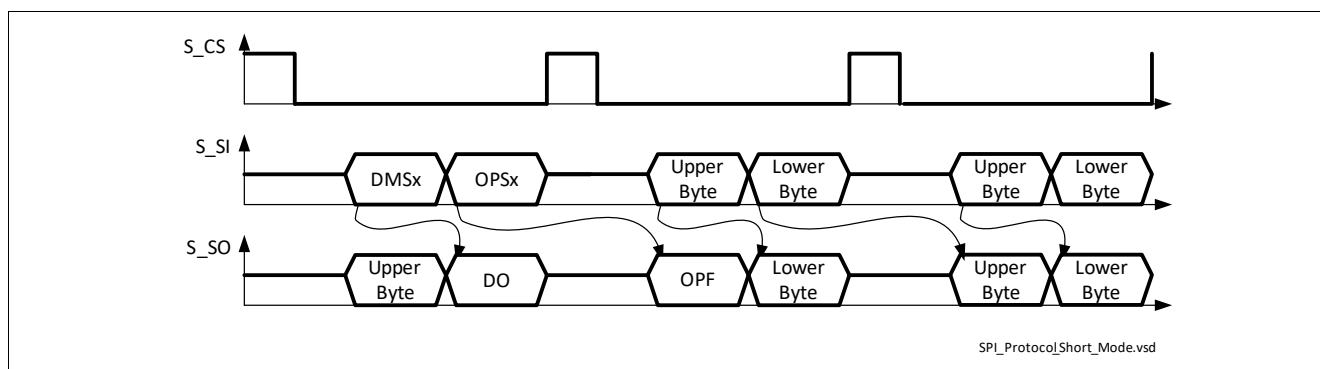 S_CS
S_SI
DMSx
OPSx
Upper
Byte
Lower
Byte
Upper
Byte
Lower
Byte
S_SO
Upper
Byte
DO
OPF
Lower
Byte
Upper
Byte
Lower
Byte
SPI_Protocol_Short_Mode.vsd